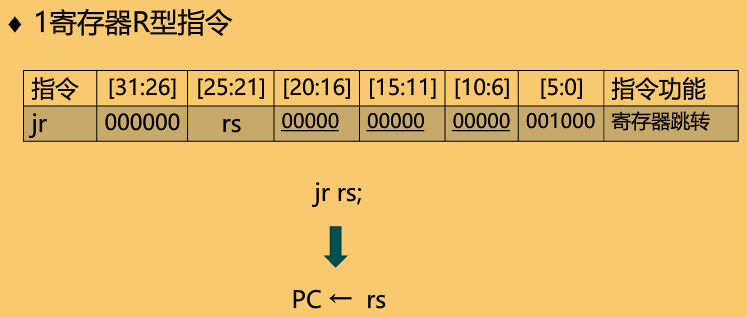 ♦ 1寄存器R型指令
指令 [31:26] [25:21] [20:16] [15:11] [10:6] [5:0] 指令功能
jr 000000 rs 00000 00000 00000 001000 寄存器跳转
jr rs;
PC ← rs